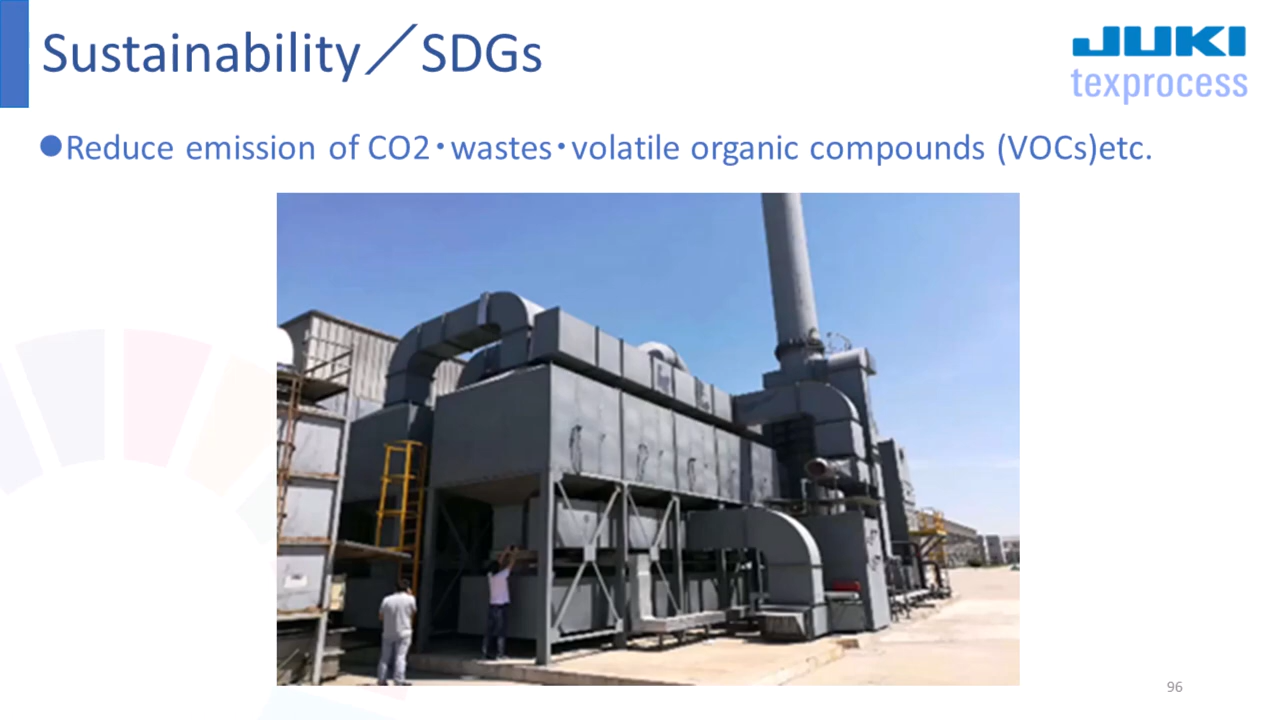 Sustainability／SDGs
JUKI
texprocess
●Reduce emission of CO2・wastes・volatile organic compounds (VOCs)etc.
96